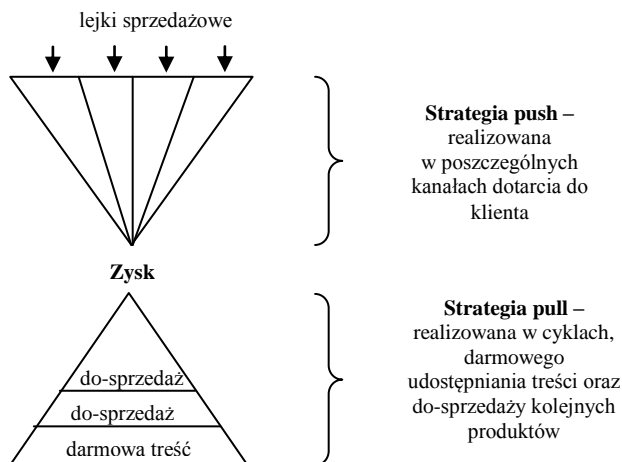 lejki sprzedażowe
Strategia push –
realizowana
w poszczególnych
kanałach dotarcia do
klienta
Zysk
do-sprzedaż
do-sprzedaż
darmowa treść
Strategia pull –
realizowana w cyklach,
darmowego
udostępniania treści oraz
do-sprzedaży kolejnych
produktów